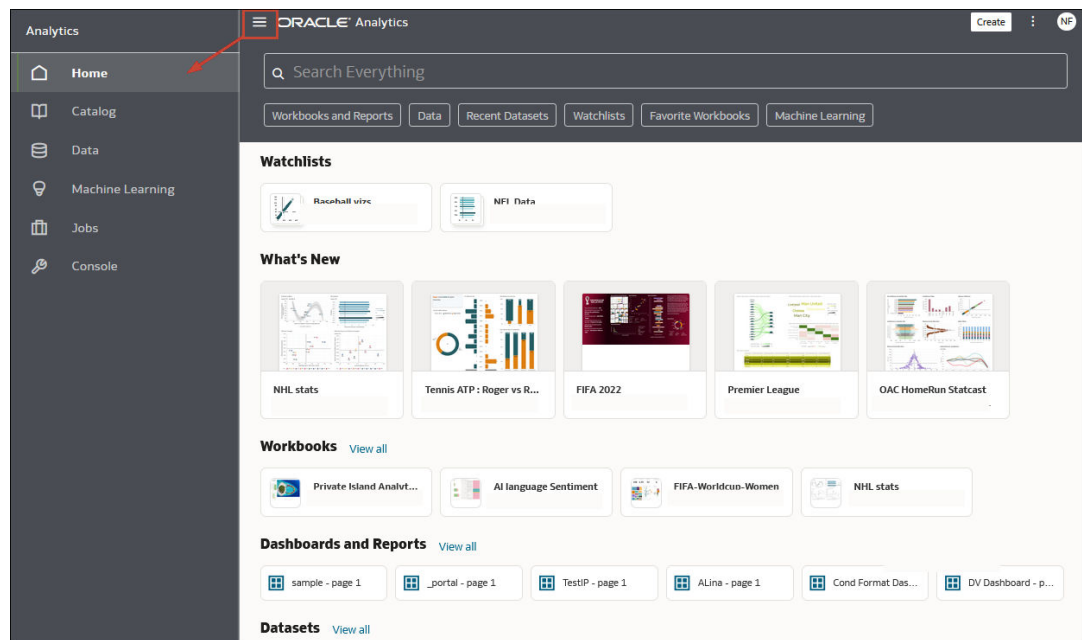 Analytics
Home
Catalog
Data
Machine Learning
Jobs
Console
ORACLE Analytics
Create
NF
Search Everything
Workbooks and Reports Data Recent Datasets Watchlists Favorite Workbooks Machine Learning
Watchlists
Baseball vizs NFL Data
What's New
NHL stats Tennis ATP : Roger vs R... FIFA 2022 Premier League OAC HomeRun Statcast
Workbooks View all
Private Island Analyt... AI language Sentiment FIFA-Worldcup-Women NHL stats
Dashboards and Reports View all
sample - page 1 _portal - page 1 TestIP - page 1 ALina - page 1 Cond Format Das... DV Dashboard - p...
Datasets View all